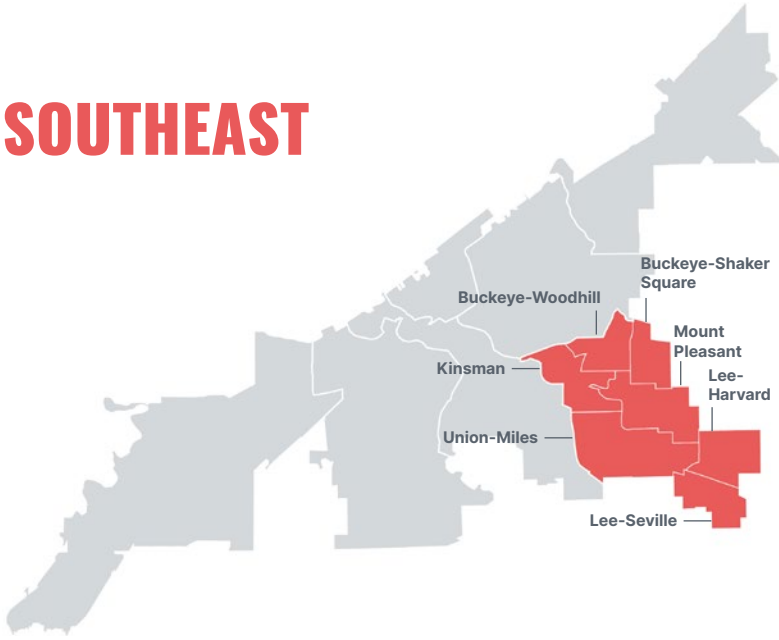 SOUTHEAST
Buckeye-Shaker
Square
Buckeye-Woodhill
Mount
Pleasant
Kinsman
Lee-
Harvard
Union-Miles
Lee-Seville